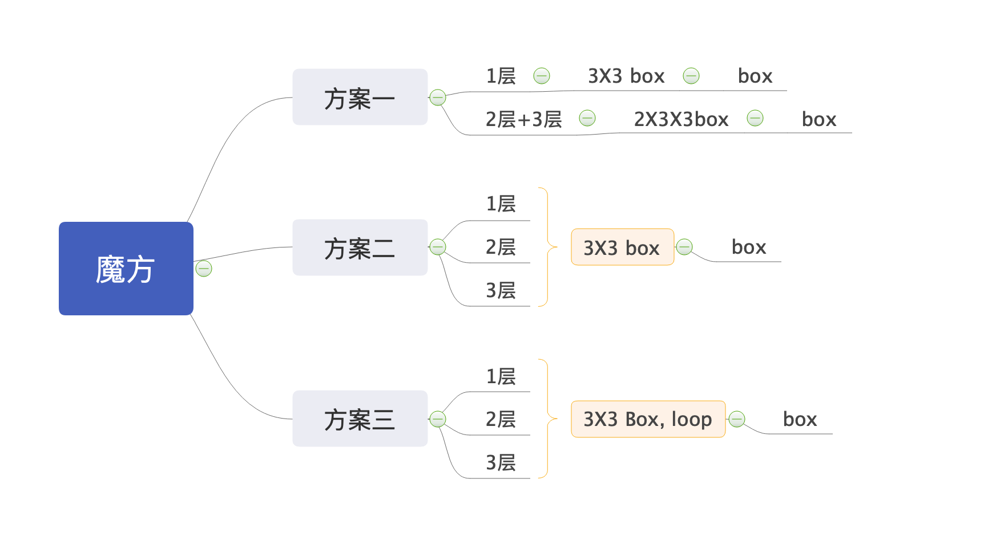 魔方
方案一
1层
3X3 box
box
2层+3层
2X3X3box
box
方案二
1层
2层
3层
3X3 box
box
方案三
1层
2层
3层
3X3 Box, loop
box